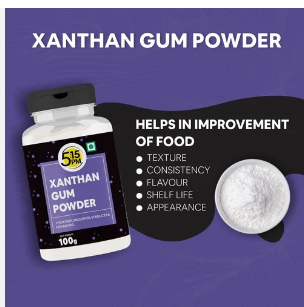 XANTHAN GUM POWDER
HELPS IN IMPROVEMENT
OF FOOD
● TEXTURE
● CONSISTENCY
● FLAVOUR
● SHELF LIFE
● APPEARANCE
5:15
PM
XANTHAN
GUM
POWDER
100g